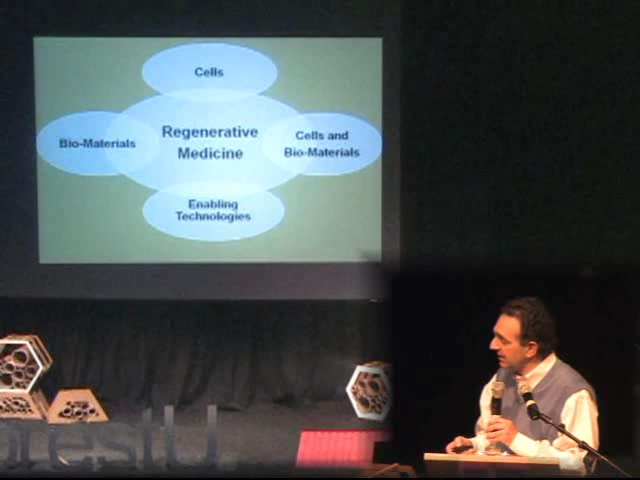 Cells
Bio-Materials
Regenerative
Medicine
Cells and
Bio-Materials
Enabling
Technologies